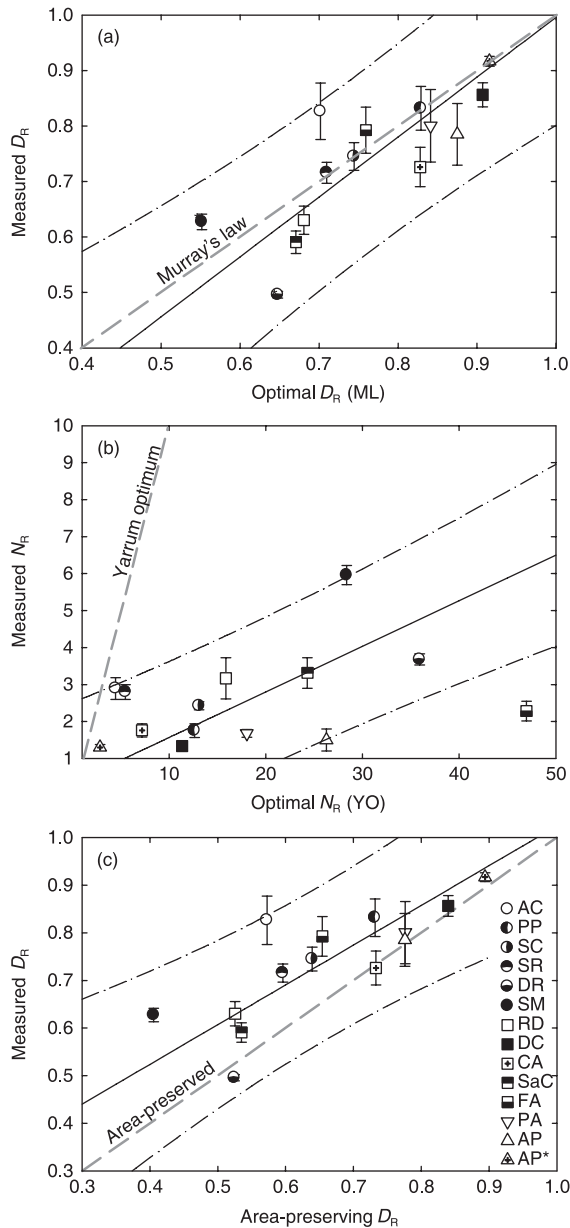 (a)
Measured D_R
1.0
0.9
0.8
0.7
0.6
0.5
0.4
Murray's law
0.4 0.5 0.6 0.7 0.8 0.9 1.0
Optimal D_R (ML)
(b)
Measured N_R
10
9
8
7
6
5
4
3
2
1
Yarrum optimum
10 20 30 40 50
Optimal N_R (YO)
(c)
Measured D_R
1.0
0.9
0.8
0.7
0.6
0.5
0.4
0.3
Area-preserved
AC
PP
SC
SR
DR
SM
RD
DC
CA
SaC
FA
PA
AP
AP*
0.3 0.4 0.5 0.6 0.7 0.8 0.9 1.0
Area-preserving D_R